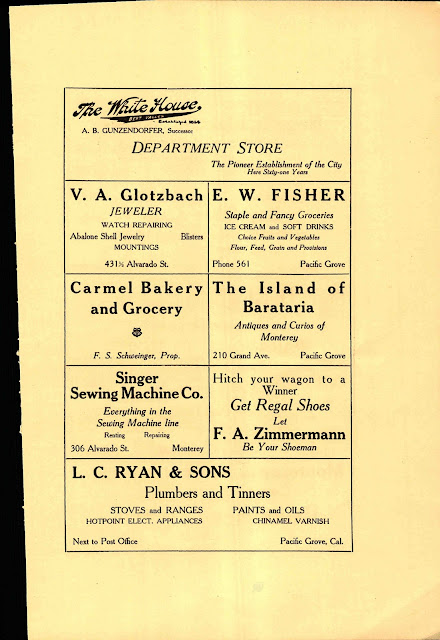 The White House
BEST VALUES
Established 1864
A. B. GUNZENDORFER, Successor
DEPARTMENT STORE
The Pioneer Establishment of the City
Here Sixty-one Years
V. A. Glotzbach
JEWELER
WATCH REPAIRING
Abalone Shell Jewelry Blisters
MOUNTINGS
431½ Alvarado St.
E. W. FISHER
Staple and Fancy Groceries
ICE CREAM and SOFT DRINKS
Choice Fruits and Vegetables
Flour, Feed, Grain and Provisions
Phone 561 Pacific Grove
Carmel Bakery
and Grocery
F. S. Schweinger, Prop.
The Island of
Barataria
Antiques and Curios of
Monterey
210 Grand Ave. Pacific Grove
Singer
Sewing Machine Co.
Everything in the
Sewing Machine line
Renting Repairing
306 Alvarado St. Monterey
Hitch your wagon to a
Winner
Get Regal Shoes
Let
F. A. Zimmermann
Be Your Shoeman
L. C. RYAN & SONS
Plumbers and Tinners
STOVES and RANGES PAINTS and OILS
HOTPOINT ELECT. APPLIANCES CHINAMEL VARNISH
Next to Post Office Pacific Grove, Cal.